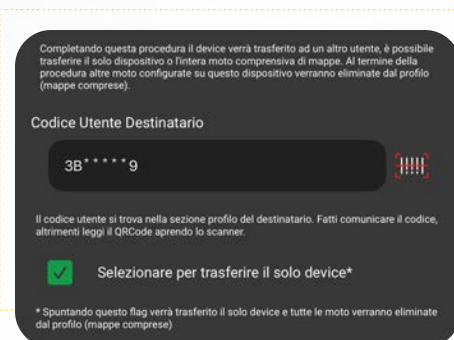 Completando questa procedura il device verrà trasferito ad un altro utente, è possibile
trasferire il solo dispositivo o l'intera moto comprensiva di mappe. Al termine della
procedura altre moto configurate su questo dispositivo verranno eliminate dal profilo
(mappe comprese).
Codice Utente Destinatario
3B*****9
Il codice utente si trova nella sezione profilo del destinatario. Fatti comunicare il codice,
altrimenti leggi il QRCode aprendo lo scanner.
Selezionare per trasferire il solo device*
* Spuntando questo flag verrà trasferito il solo device e tutte le moto verranno eliminate
dal profilo (mappe comprese)